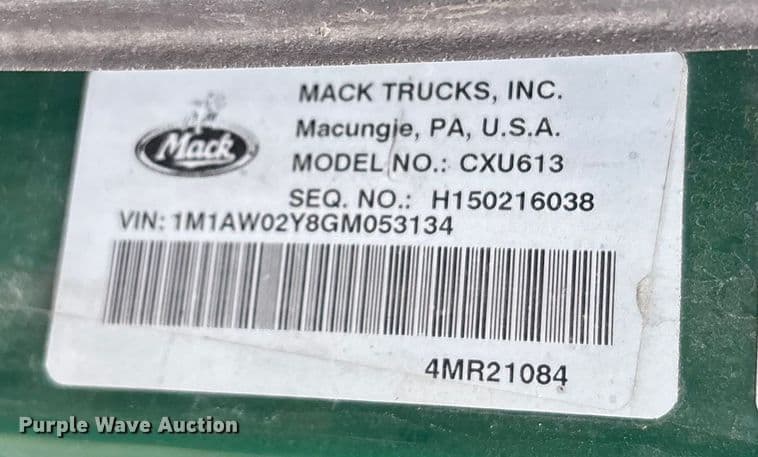 Mack
MACK TRUCKS, INC.
Macungie, PA, U.S.A.
MODEL NO.: CXU613
SEQ. NO.: H150216038
VIN: 1M1AW02Y8GM053134
4MR21084
Purple Wave Auction